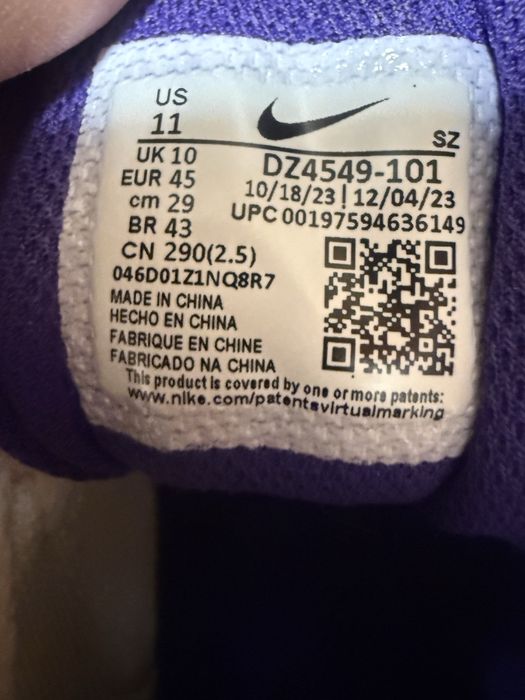 US
11
SZ
UK 10
EUR 45
cm 29
BR 43
CN 290(2.5)
DZ4549-101
10/18/23 | 12/04/23
UPC 00197594636149
046D01Z1NQ8R7
MADE IN CHINA
HECHO EN CHINA
FABRIQUE EN CHINE
FABRICADO NA CHINA
This product is covered by one or more patents:
www.nike.com/patentsvirtualmarking